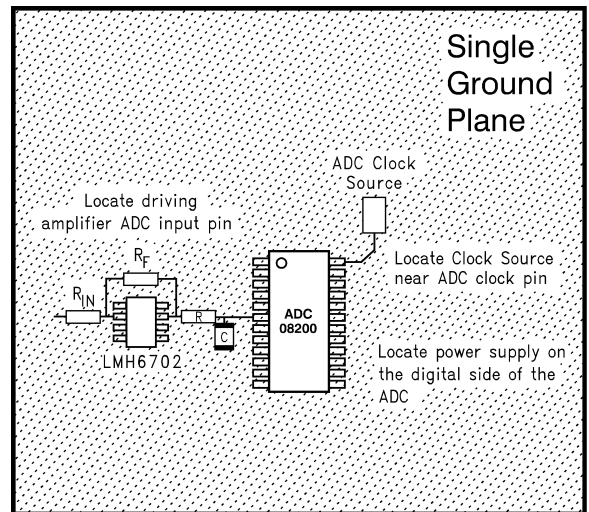 Single
Ground
Plane
ADC Clock
Source
Locate driving
amplifier ADC input pin
RF
RIN
R
C
LMH6702
ADC
08200
Locate Clock Source
near ADC clock pin
Locate power supply on
the digital side of the
ADC